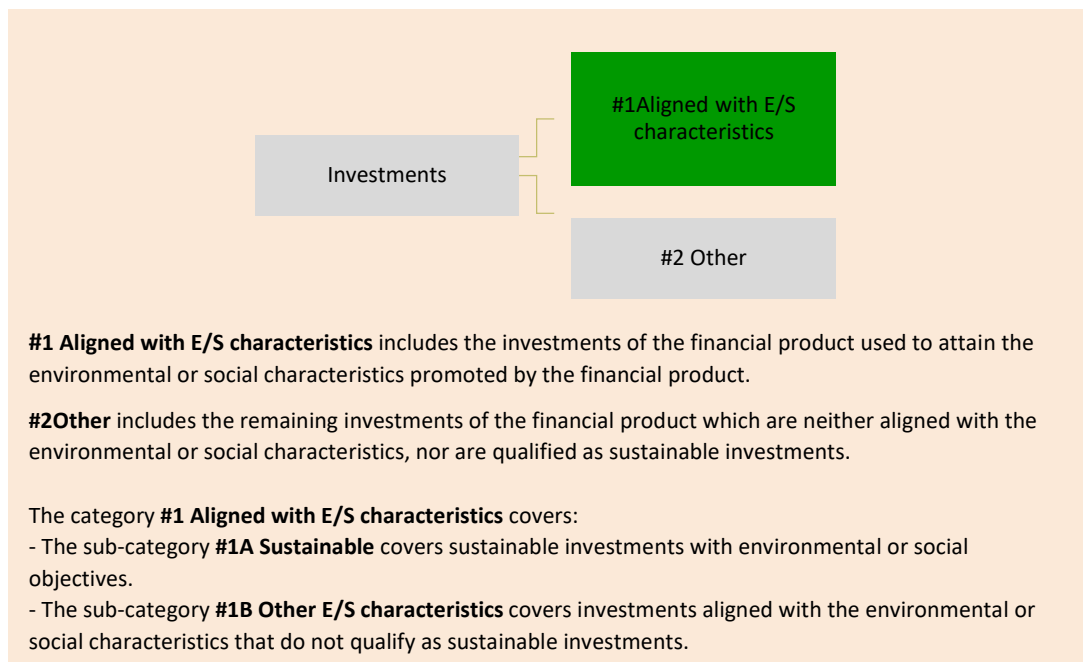 #1Aligned with E/S
characteristics
Investments
#2 Other
#1 Aligned with E/S characteristics includes the investments of the financial product used to attain the
environmental or social characteristics promoted by the financial product.
#2Other includes the remaining investments of the financial product which are neither aligned with the
environmental or social characteristics, nor are qualified as sustainable investments.
The category #1 Aligned with E/S characteristics covers:
- The sub-category #1A Sustainable covers sustainable investments with environmental or social
objectives.
- The sub-category #1B Other E/S characteristics covers investments aligned with the environmental or
social characteristics that do not qualify as sustainable investments.